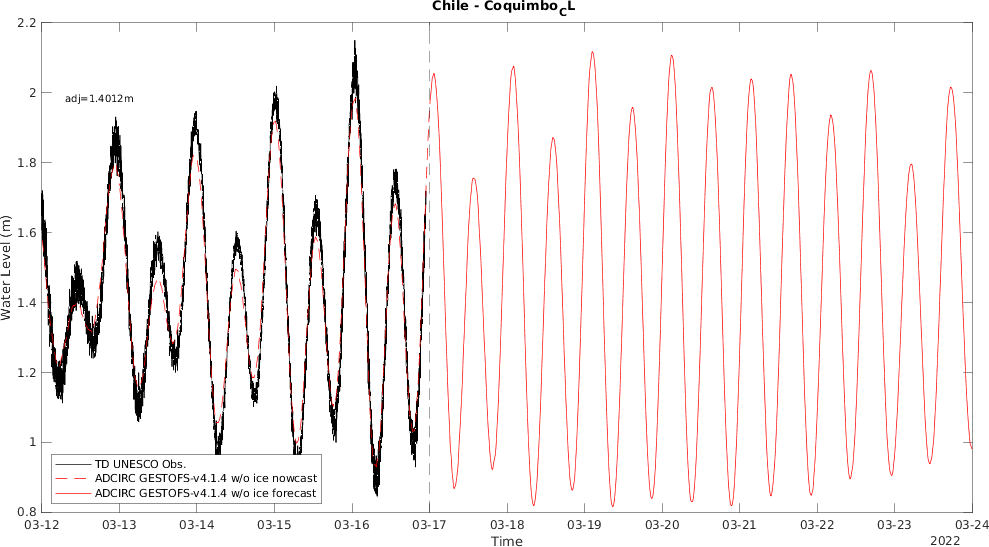 Chile - Coquimbo_CL
2.2
2
1.8
1.6
1.4
1.2
1
0.8
Water Level (m)
adj=1.4012m
TD UNESCO Obs.
ADCIRC GESTOFS-v4.1.4 w/o ice nowcast
ADCIRC GESTOFS-v4.1.4 w/o ice forecast
03-12 03-13 03-14 03-15 03-16 03-17 03-18 03-19 03-20 03-21 03-22 03-23 03-24
Time
2022